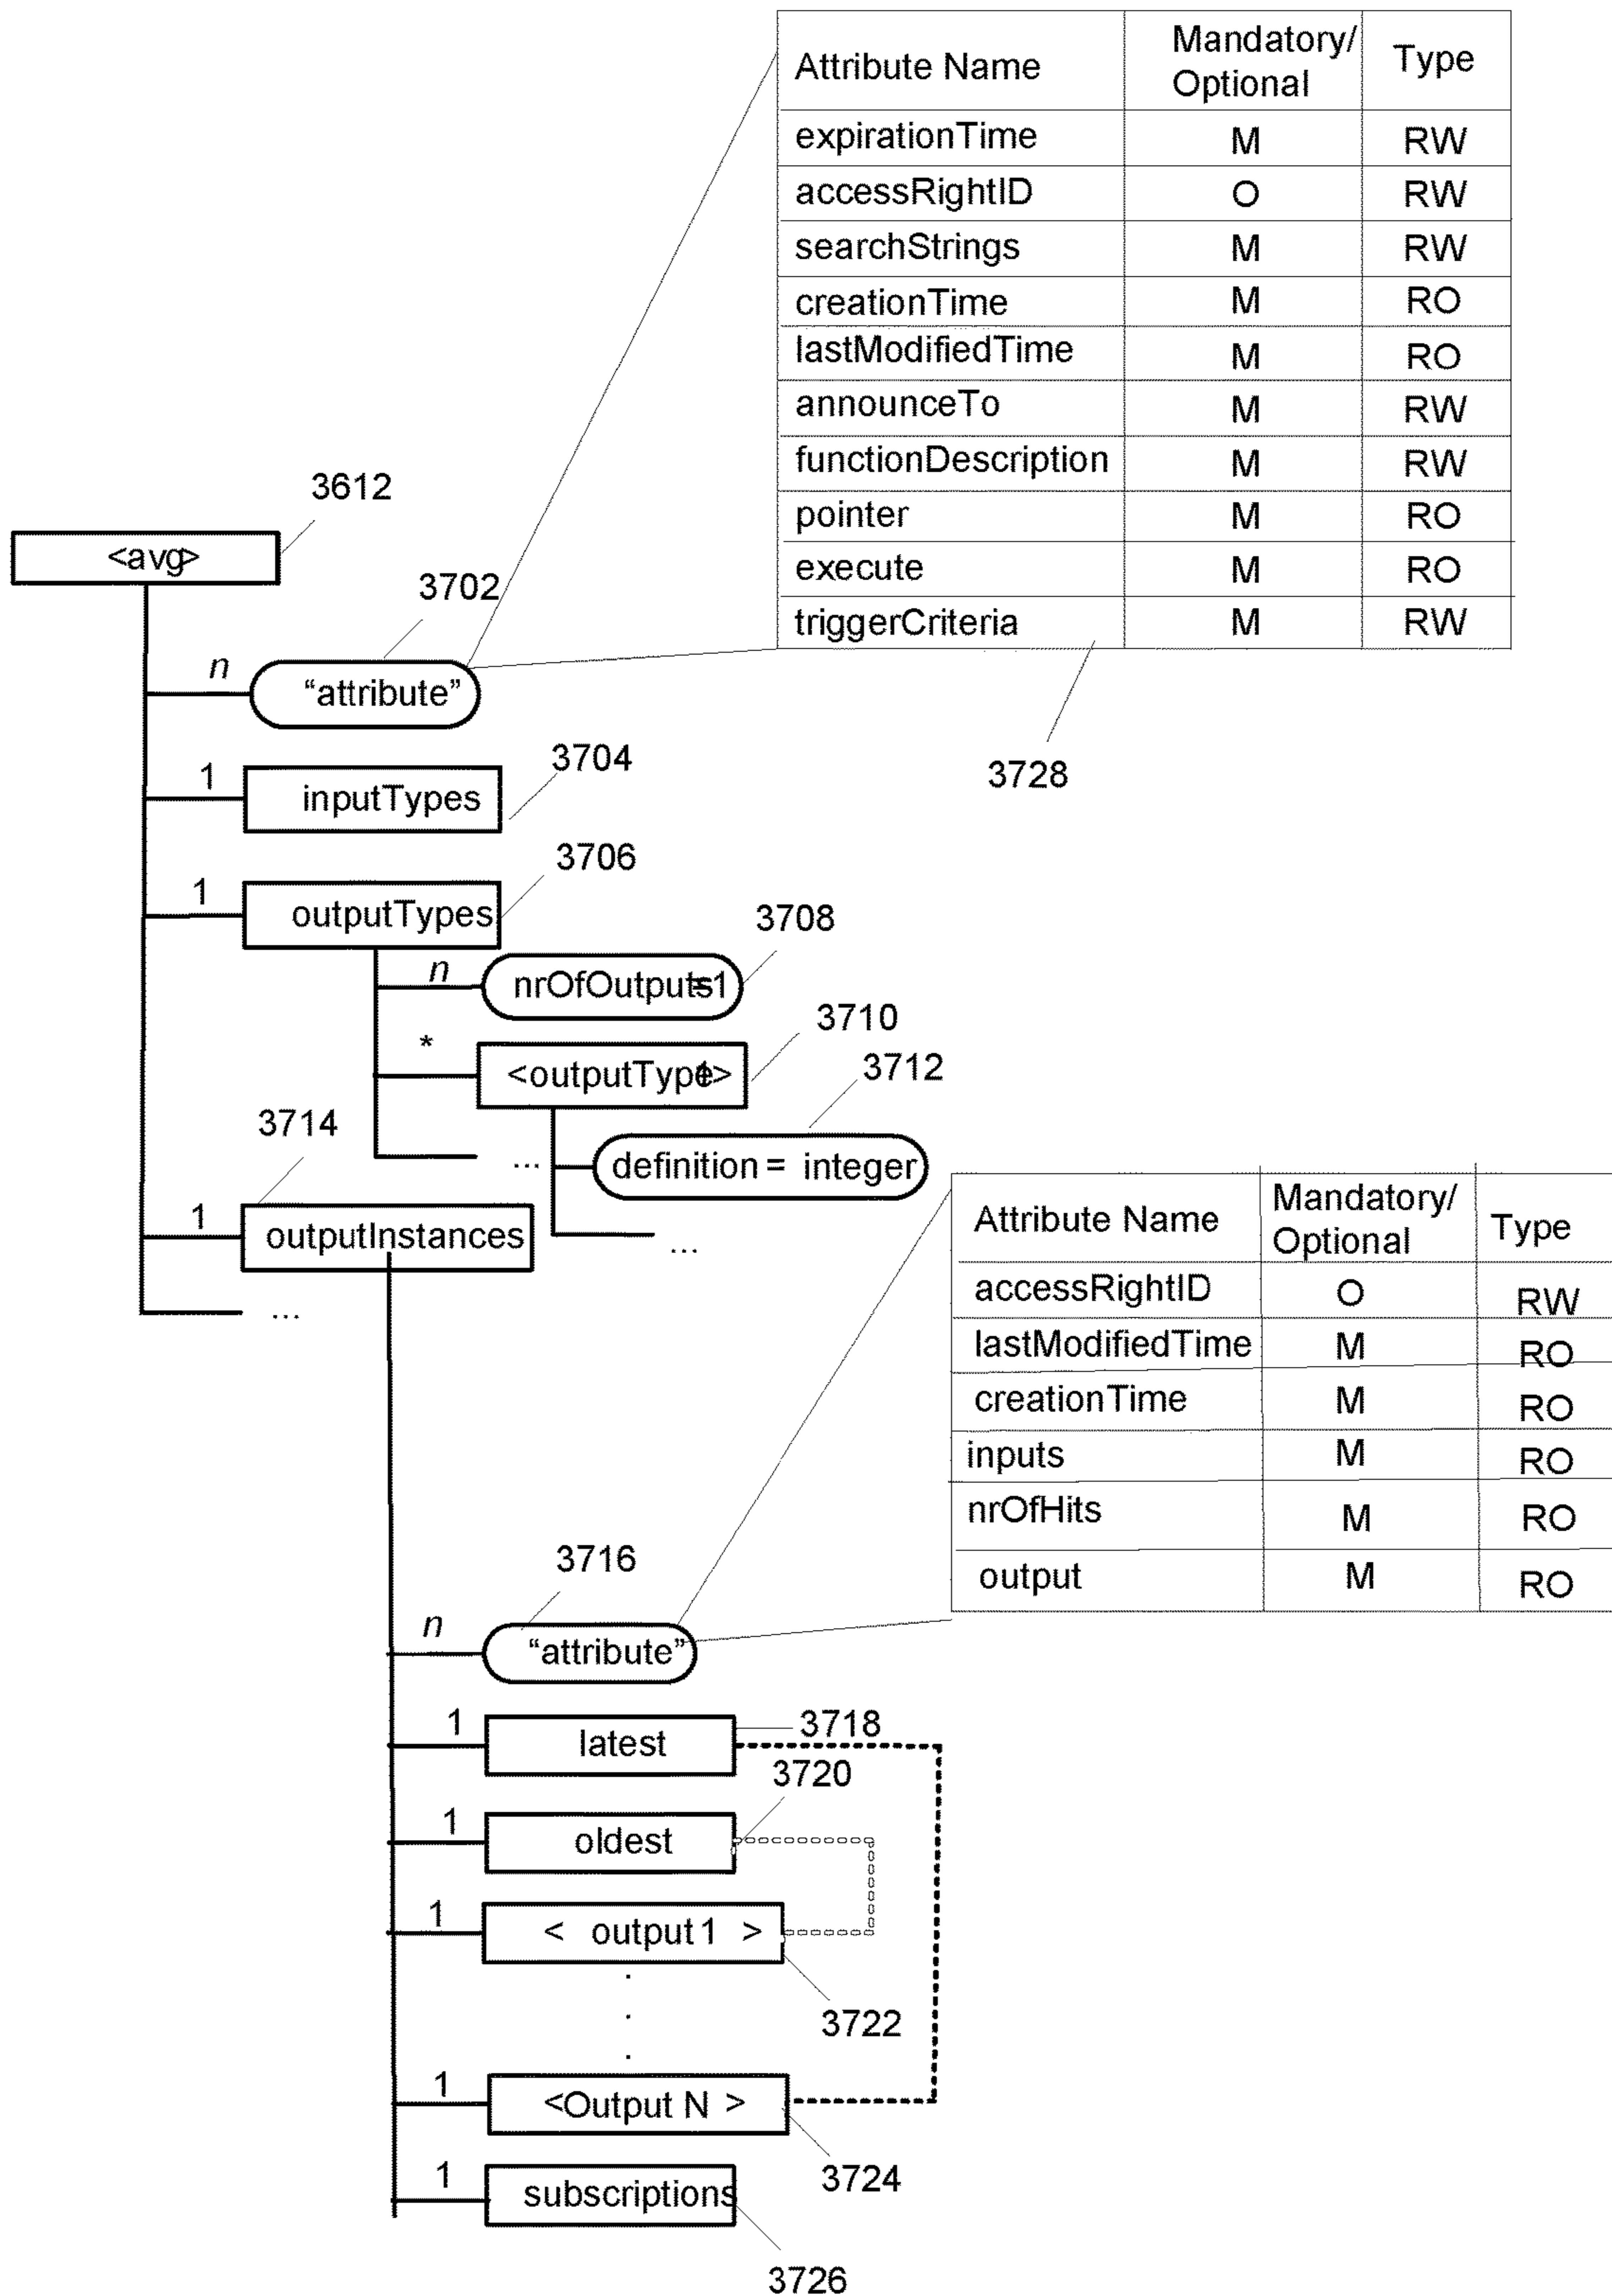 Attribute Name Mandatory/ Optional Type
expirationTime M RW
accessRightID O RW
searchStrings M RW
creationTime M RO
lastModifiedTime M RO
announceTo M RW
functionDescription M RW
pointer M RO
execute M RO
triggerCriteria M RW
3728
3612
<avg>
3702
n
“attribute”
3704
1
inputTypes
3706
1
outputTypes
3708
n
nrOfOutputs=1
3710
*
<outputType1>
3712
definition = integer
...
...
3714
1
outputInstances
...
Attribute Name Mandatory/ Optional Type
accessRightID O RW
lastModifiedTime M RO
creationTime M RO
inputs M RO
nrOfHits M RO
output M RO
3716
n
“attribute”
3718
1
latest
3720
1
oldest
1
< output 1 >
3722
.
.
.
1
<Output N >
3724
1
subscriptions
3726